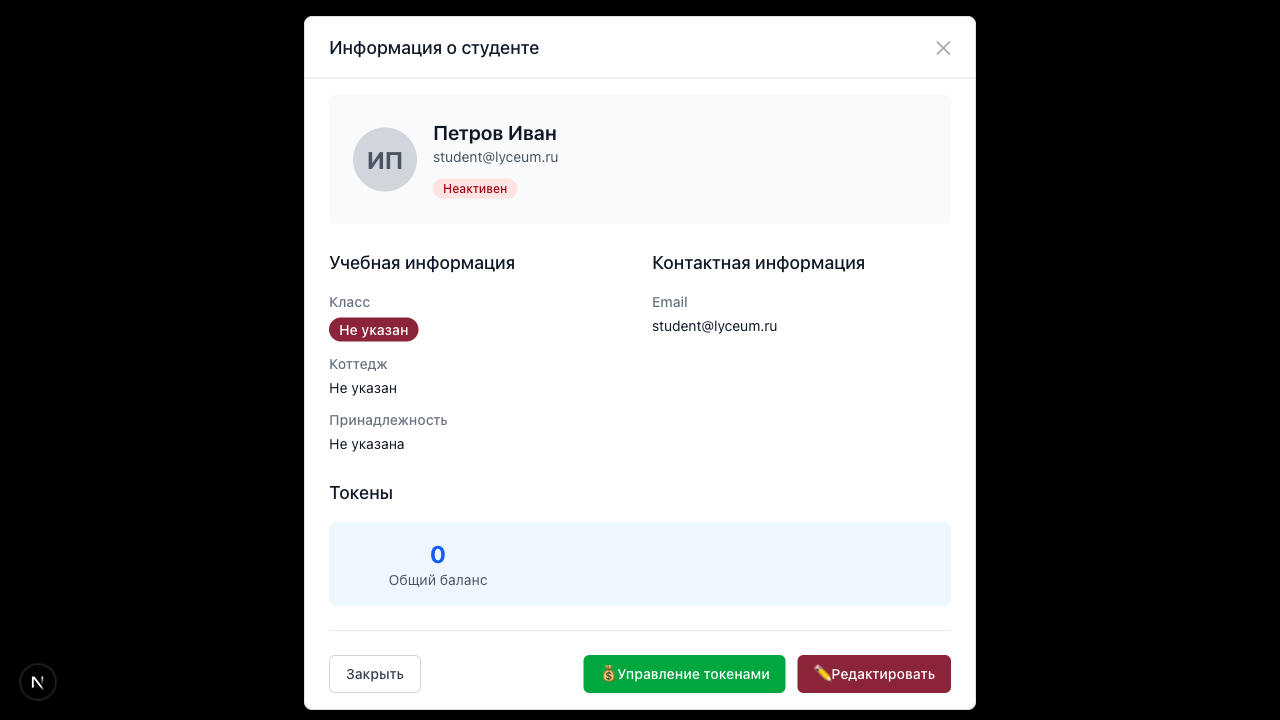 Информация о студенте
ИП
Петров Иван
student@lyceum.ru
Неактивен
Учебная информация
Класс
Не указан
Коттедж
Не указан
Принадлежность
Не указана
Контактная информация
Email
student@lyceum.ru
Токены
0
Общий баланс
Закрыть
💰Управление токенами
✏️Редактировать
N